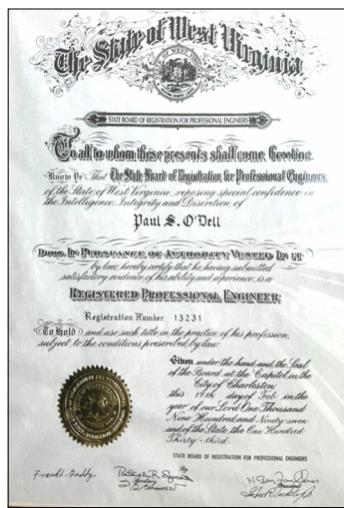 The State of West Virginia
STATE BOARD OF REGISTRATION FOR PROFESSIONAL ENGINEERS
To all to whom these presents shall come, Greeting
Know Ye That The State Board of Registration for Professional Engineers,
of the State of West Virginia, reposing special confidence in
the Intelligence, Integrity and Discretion of
Paul S. O'Dell
DOES, IN PURSUANCE OF AUTHORITY VESTED IN IT
by law, hereby certify that he, having submitted
satisfactory evidence of his ability and experience, is a
REGISTERED PROFESSIONAL ENGINEER;
Registration Number 13231
To Hold and use such title in the practice of his profession,
subject to the conditions prescribed by law
Given under the hand and the Seal
of the Board at the Capitol in the
City of Charleston
this day of Feb in the
year of our Lord One Thousand
Nine Hundred and Ninety-seven
and of the State the One Hundred
Thirty-third.
STATE BOARD OF REGISTRATION FOR PROFESSIONAL ENGINEERS
By